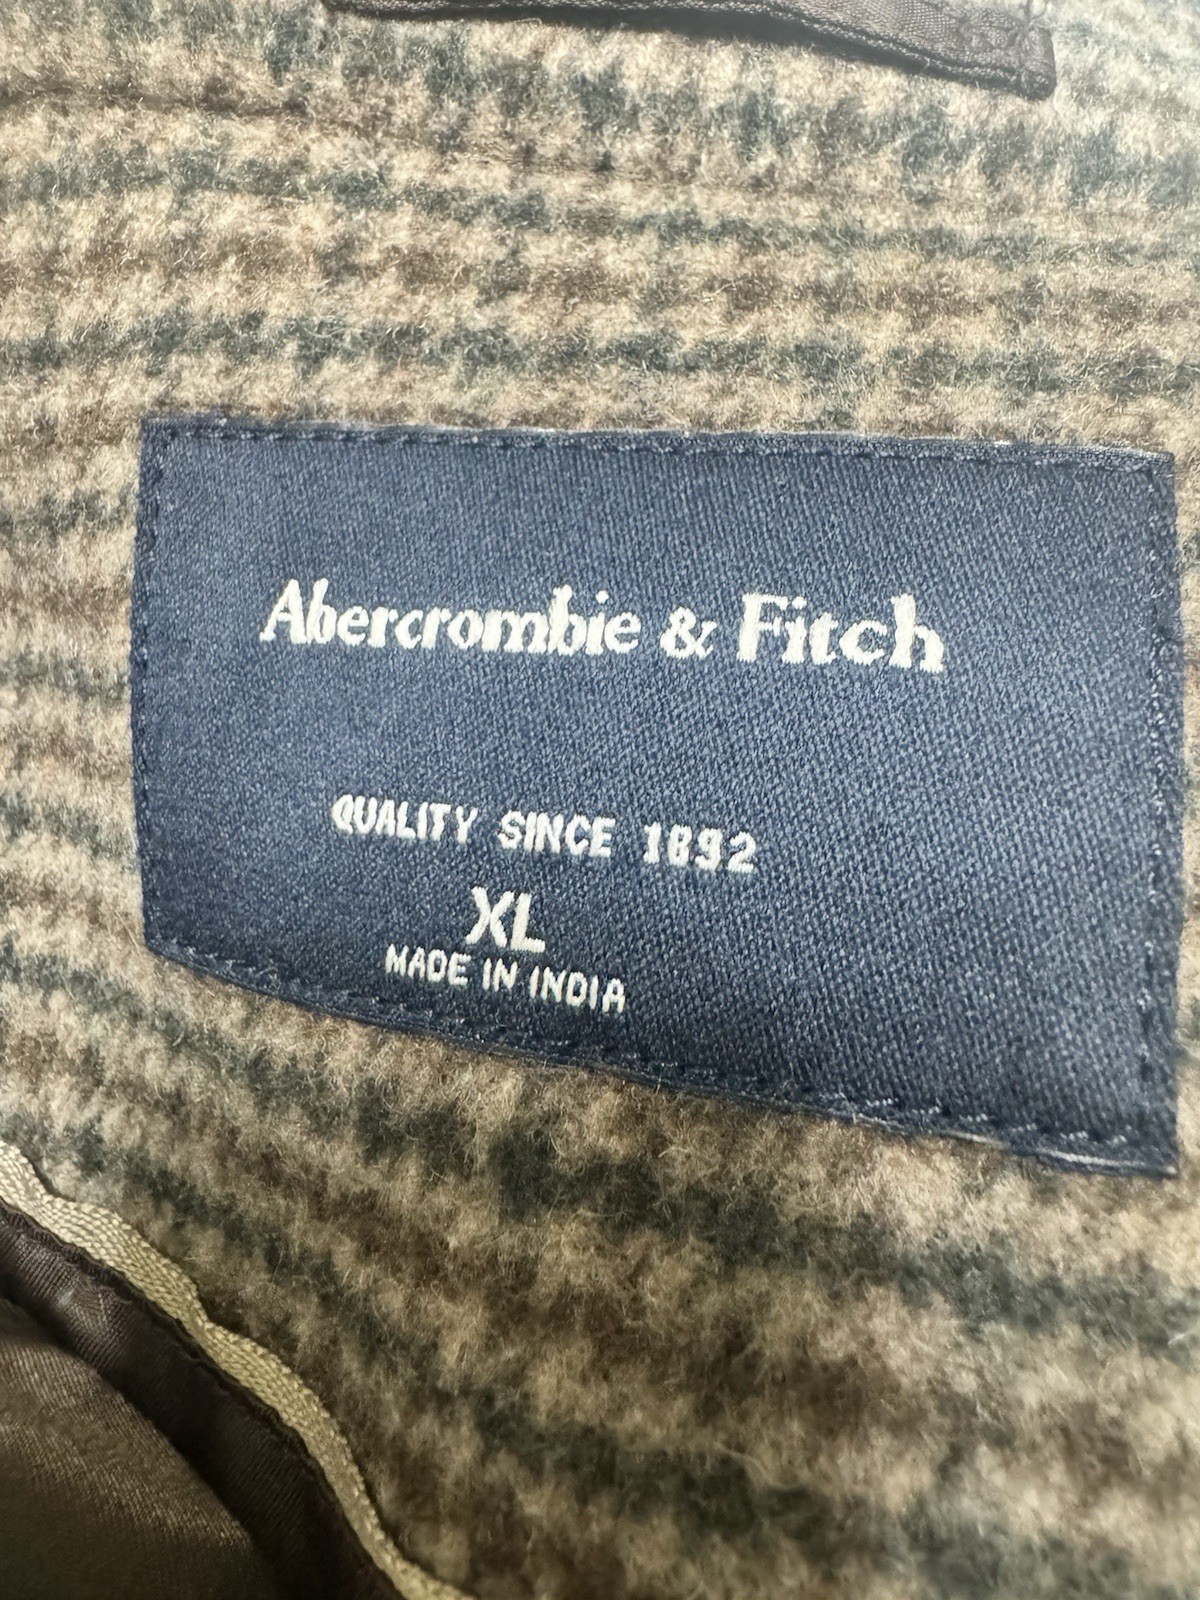 Abercrombie & Fitch
QUALITY SINCE 1892
XL
MADE IN INDIA